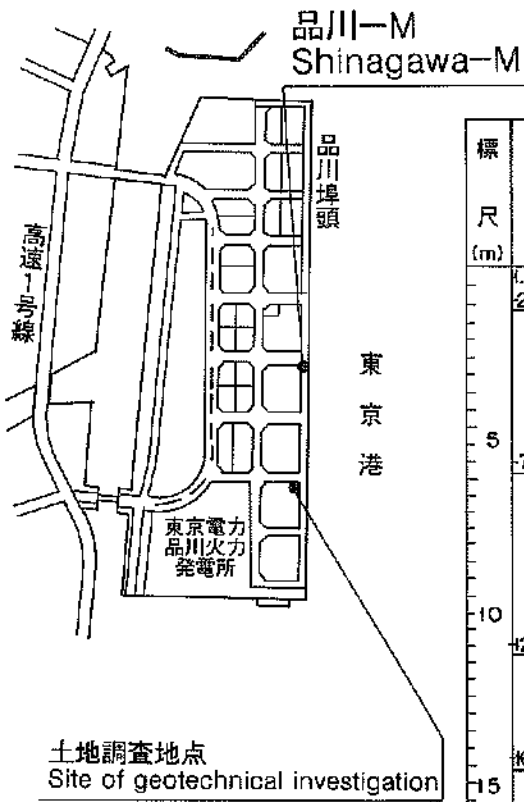 品川ーM
Shinagawa-M
品川埠頭
高速1号線
東京港
東京電力
品川火力
発電所
土地調査地点
Site of geotechnical investigation
標尺
(m)
5
10
15